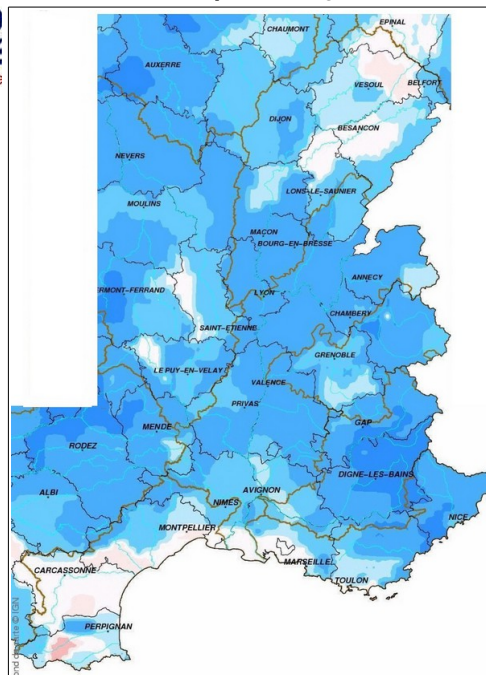 EPINAL
CHAUMONT
AUXERRE
VESOUL
BELFORT
DIJON
BESANCON
NEVERS
LONS-LE-SAUNIER
MOULINS
MACON
BOURG-EN-BRESSE
ANNECY
ERMONT-FERRAND
LYON
CHAMBERY
SAINT-ETIENNE
GRENOBLE
LE PUY-EN-VELAY
VALENCE
PRIVAS
MENDE
GAP
RODEZ
DIGNE-LES-BAINS
ALBI
AVIGNON
NIMES
NICE
MONTPELLIER
MARSEILLE
CARCASSONNE
TOULON
PERPIGNAN
© IGN